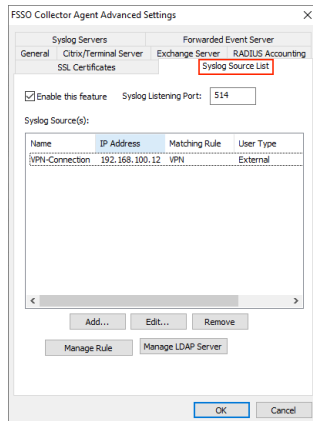 FSSO Collector Agent Advanced Settings
Syslog Servers Forwarded Event Server
General Citrix/Terminal Server Exchange Server RADIUS Accounting
SSL Certificates Syslog Source List
Enable this feature Syslog Listening Port: 514
Syslog Source(s):
Name IP Address Matching Rule User Type
VPN-Connection 192.168.100.12 VPN External
Add... Edit... Remove
Manage Rule Manage LDAP Server
OK Cancel